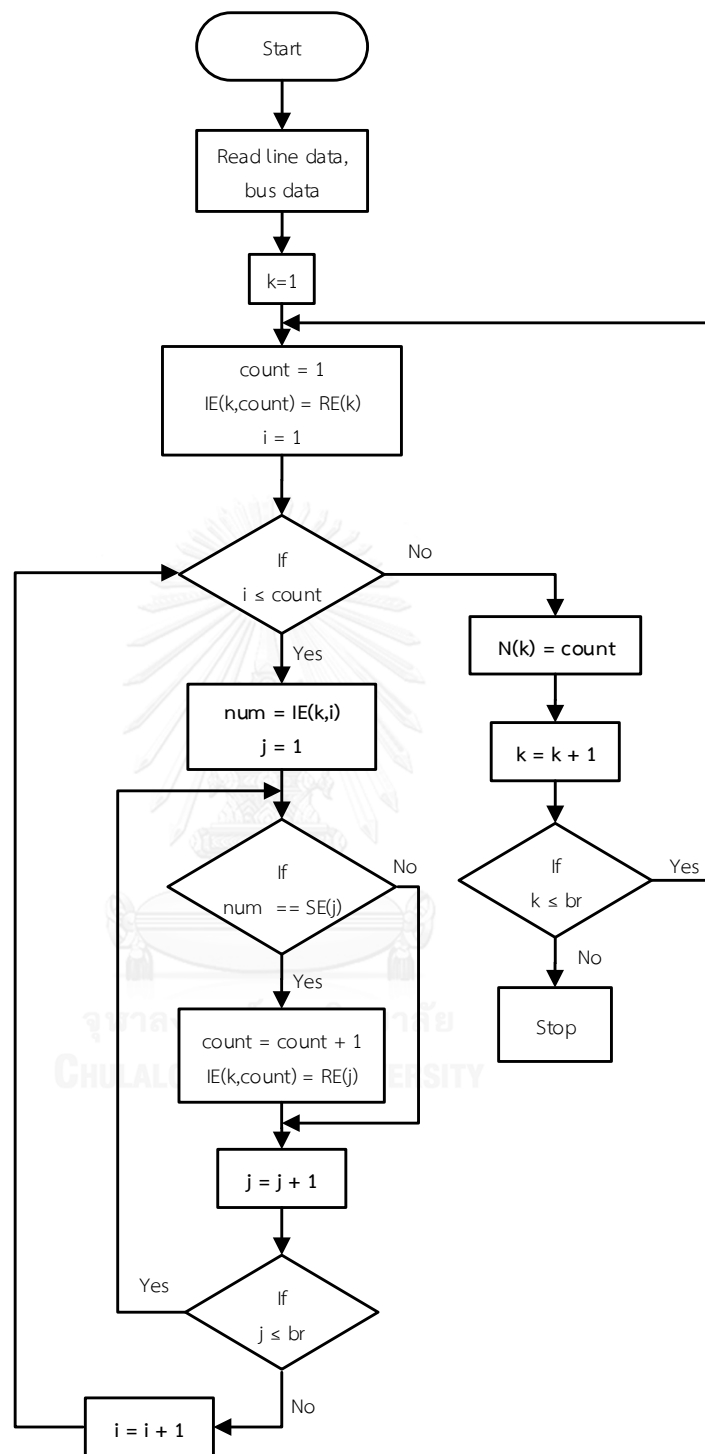 Start
Read line data,
bus data
k=1
count = 1
IE(k,count) = RE(k)
i = 1
If
i ≤ count
No
Yes
N(k) = count
num = IE(k,i)
j = 1
k = k + 1
If
num == SE(j)
No
If
k ≤ br
Yes
No
Yes
count = count + 1
IE(k,count) = RE(j)
Stop
j = j + 1
If
j ≤ br
Yes
No
i = i + 1